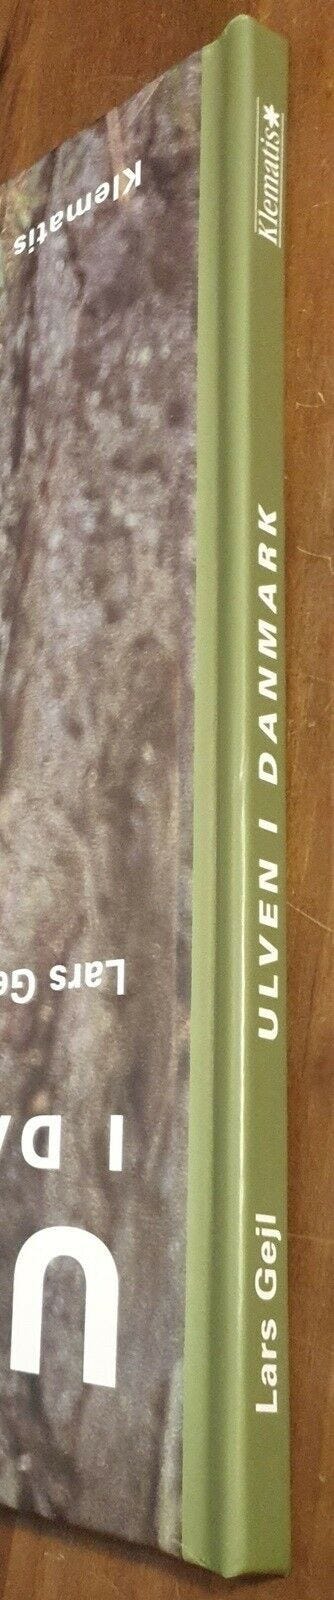 Lars Gejl
ULVEN I DANMARK
Klematis*
U
I DA
Lars Ge
Klematis